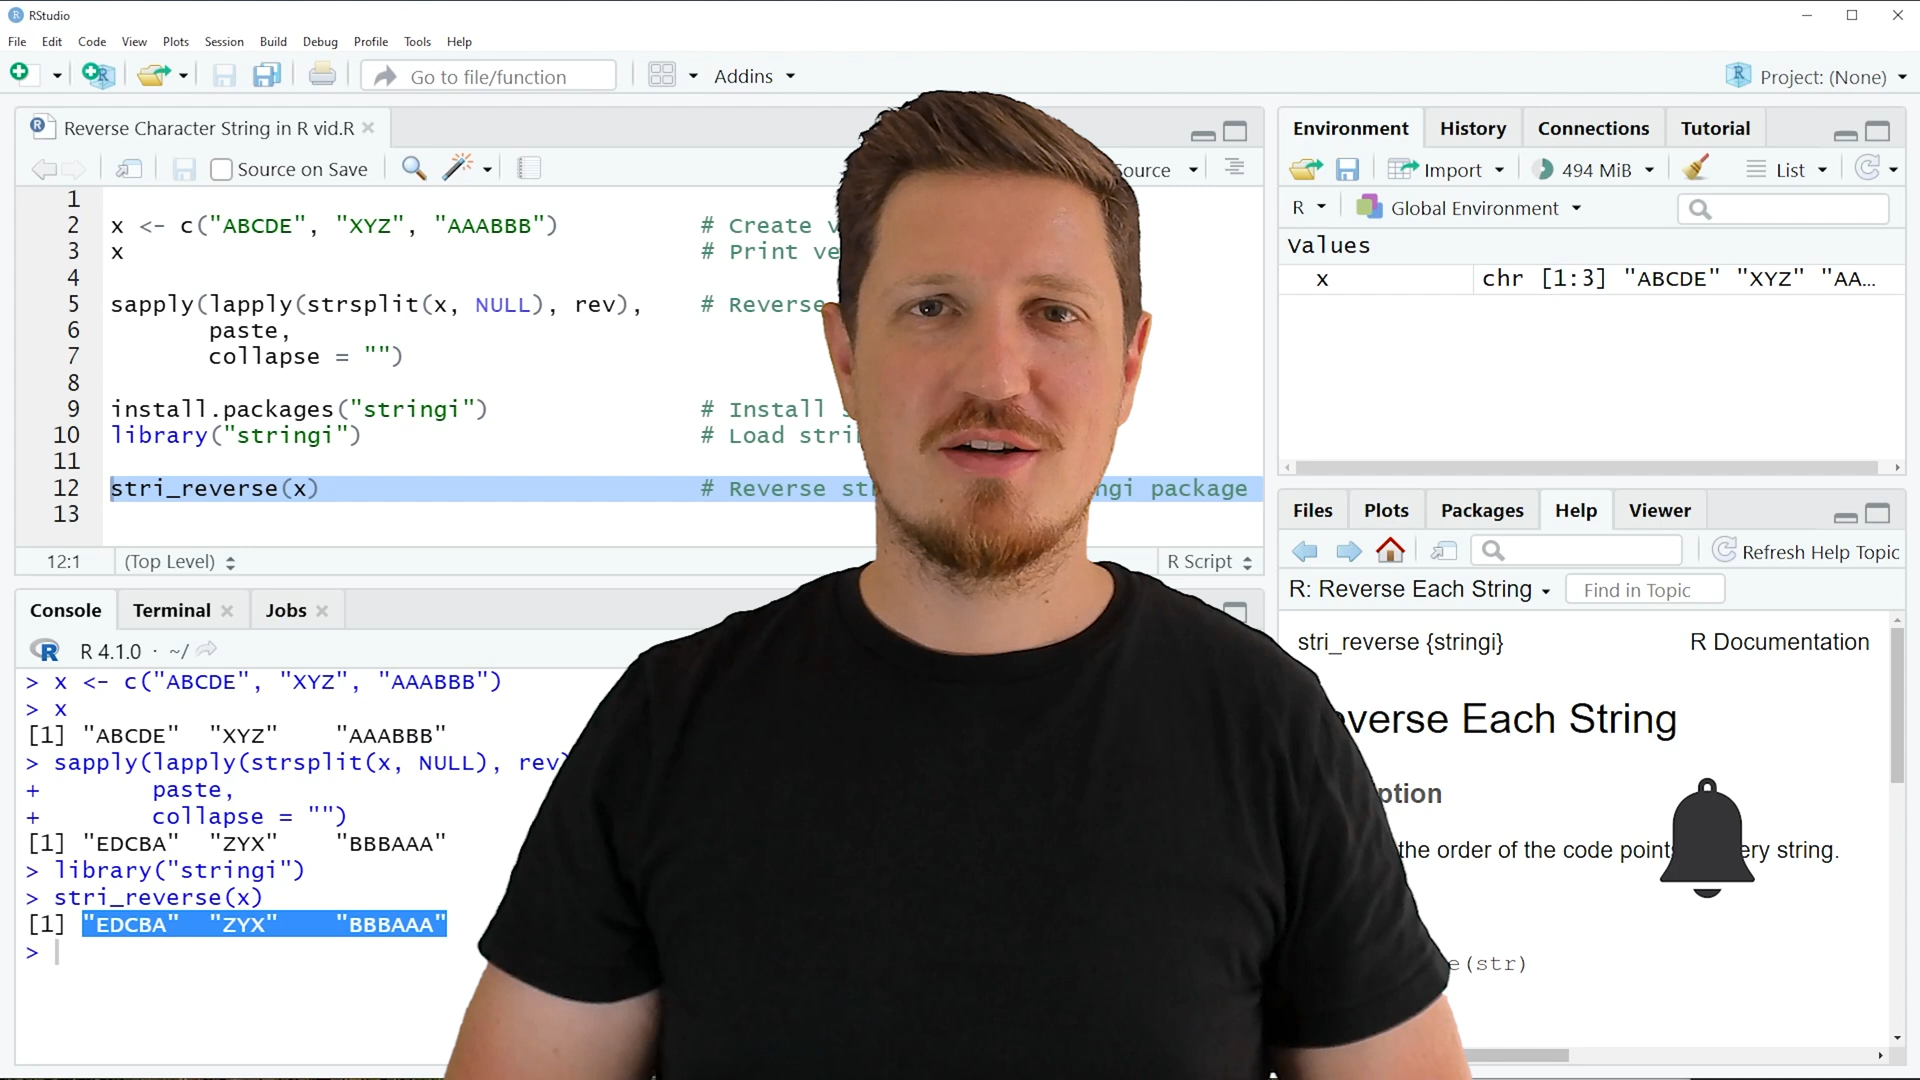 RStudio
File Edit Code View Plots Session Build Debug Profile Tools Help
Go to file/function Addins Project: (None)
Reverse Character String in R vid.R
Source on Save
ource
1
2 x <- c("ABCDE", "XYZ", "AAABBB") # Create v
3 x # Print ve
4
5 sapply(lapply(strsplit(x, NULL), rev), # Reverse
6 paste,
7 collapse = "")
8
9 install.packages("stringi") # Install
10 library("stringi") # Load stri
11
12 stri_reverse(x) # Reverse st ngi package
13
12:1 (Top Level) R Script
Console Terminal Jobs
R 4.1.0 · ~/
> x <- c("ABCDE", "XYZ", "AAABBB")
> x
[1] "ABCDE" "XYZ" "AAABBB"
> sapply(lapply(strsplit(x, NULL), rev)
+ paste,
+ collapse = "")
[1] "EDCBA" "ZYX" "BBBAAA"
> library("stringi")
> stri_reverse(x)
[1] "EDCBA" "ZYX" "BBBAAA"
>
Environment History Connections Tutorial
Import 494 MiB List
R Global Environment
Values
x chr [1:3] "ABCDE" "XYZ" "AA...
Files Plots Packages Help Viewer
Refresh Help Topic
R: Reverse Each String Find in Topic
stri_reverse {stringi} R Documentation
verse Each String
ption
the order of the code point ery string.
e(str)